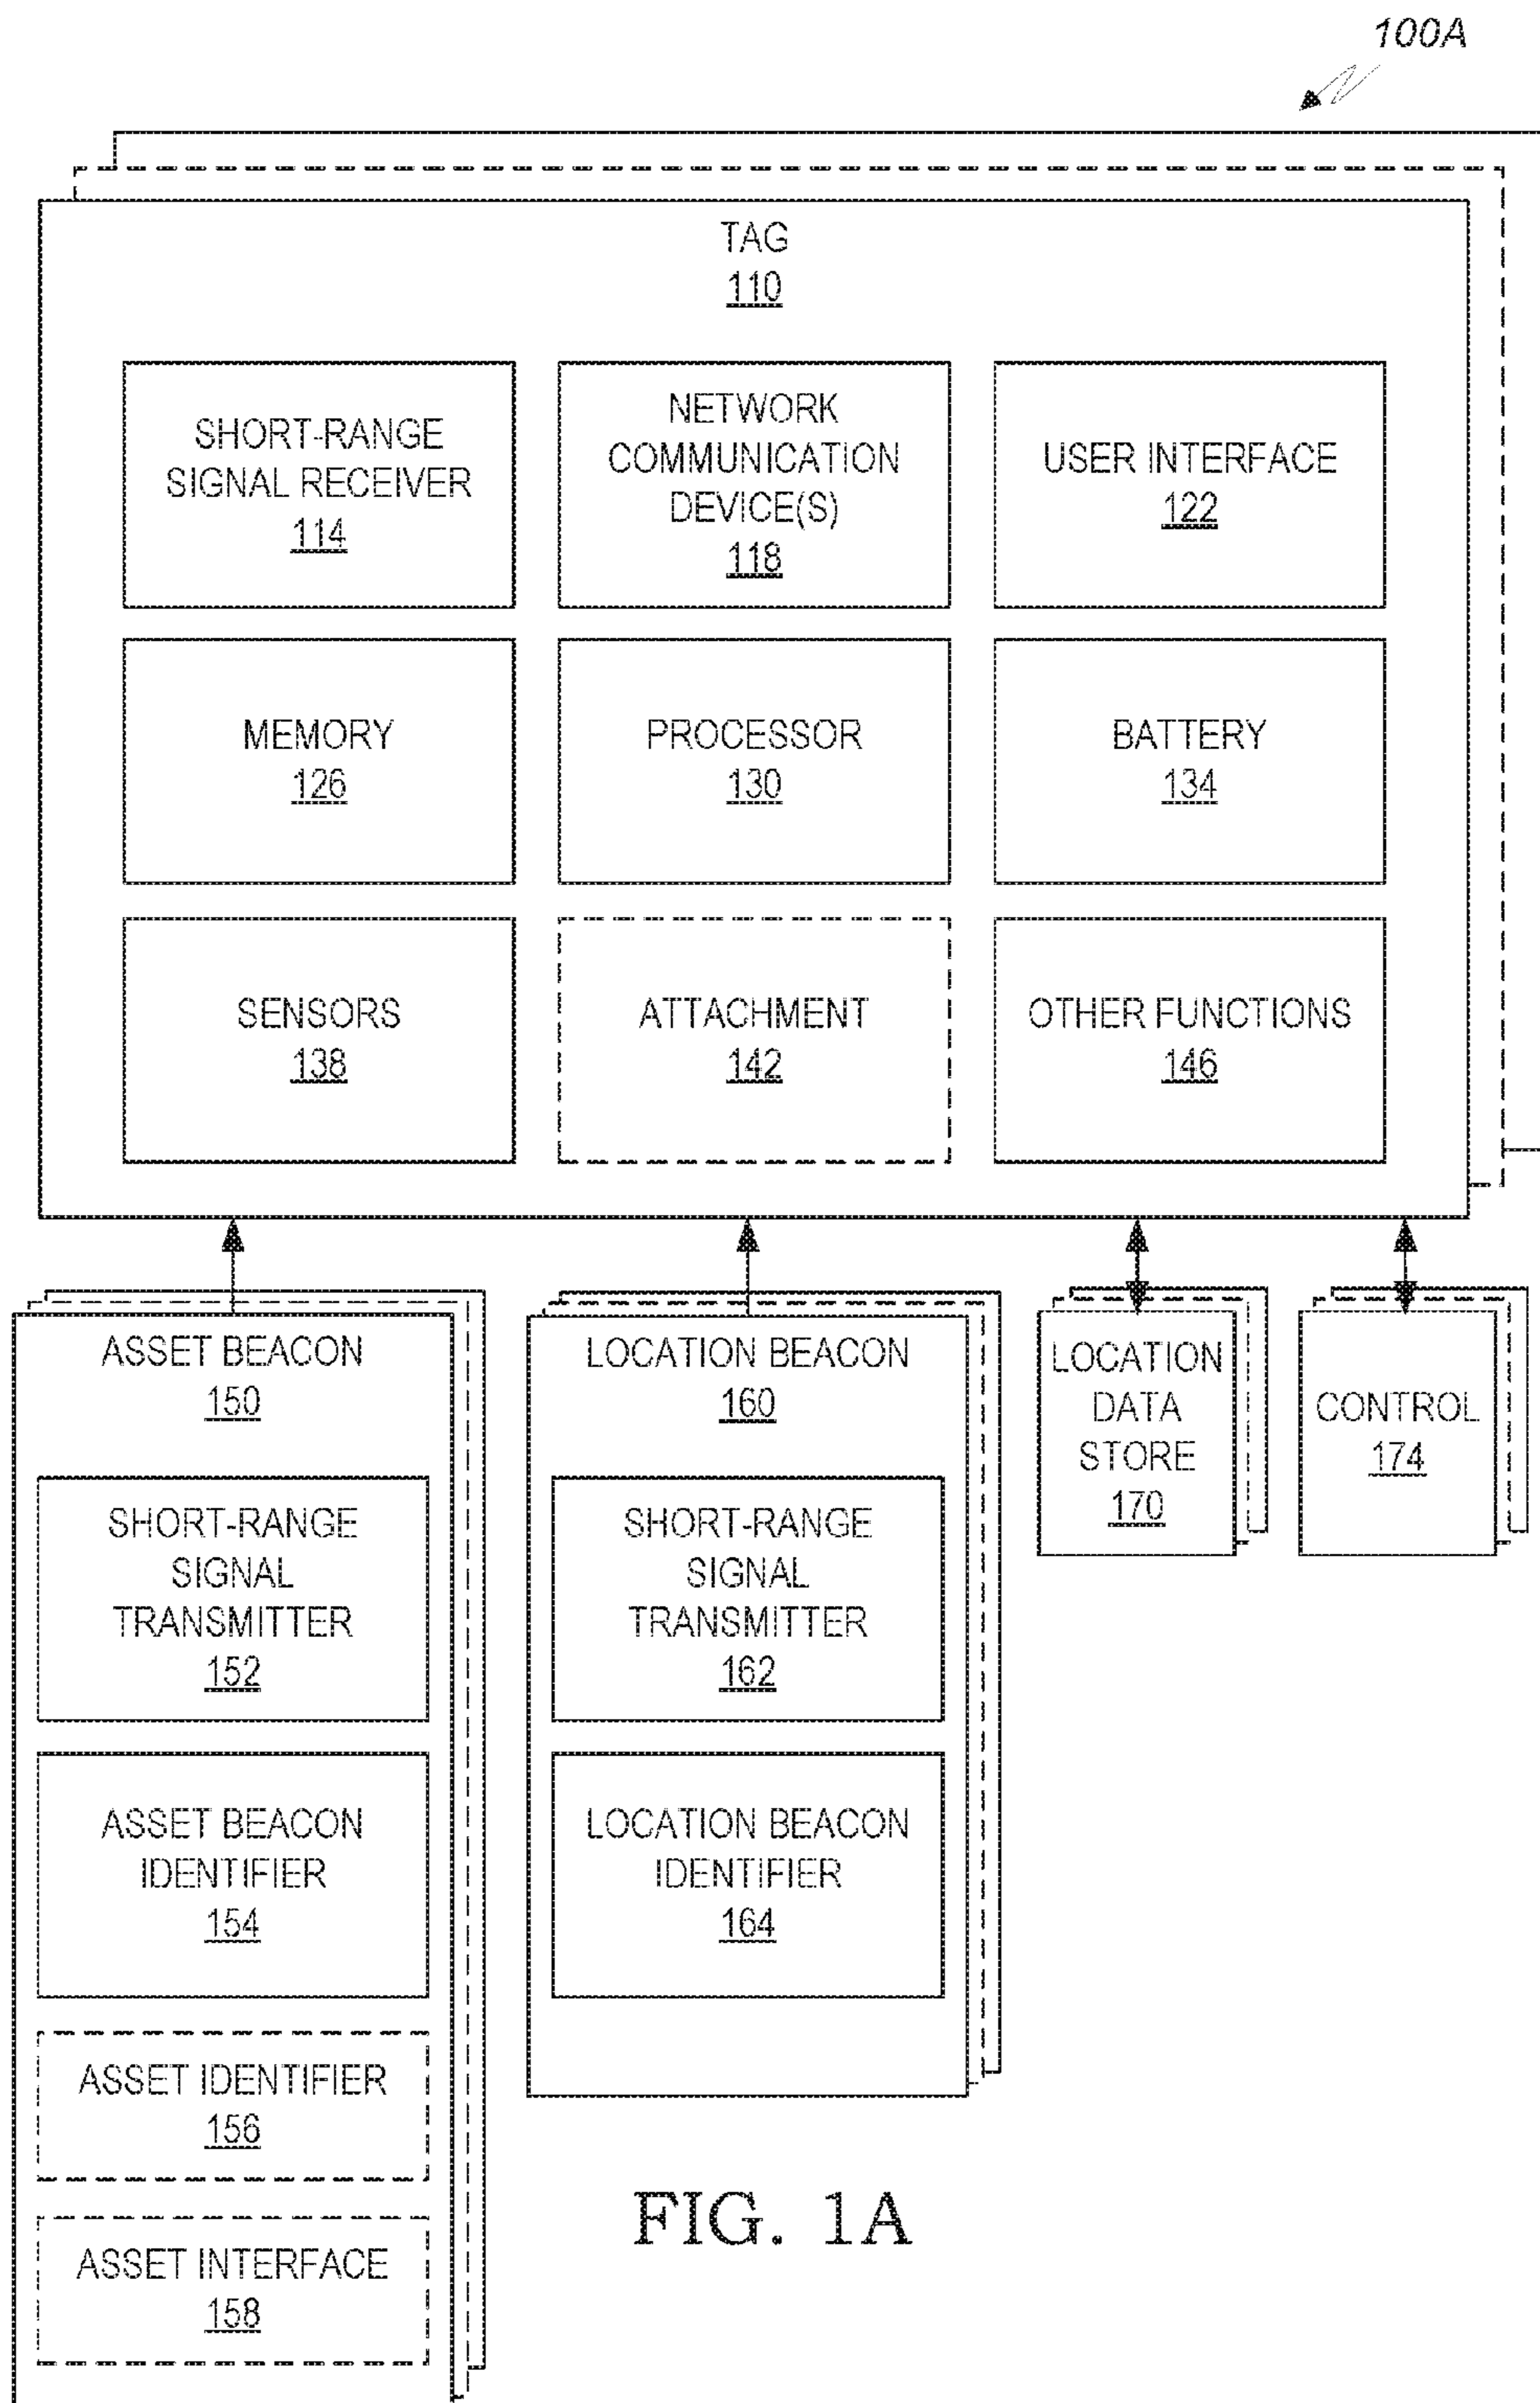 100A
TAG
110
SHORT-RANGE
SIGNAL RECEIVER
114
NETWORK
COMMUNICATION
DEVICE(S)
118
USER INTERFACE
122
MEMORY
126
PROCESSOR
130
BATTERY
134
SENSORS
138
ATTACHMENT
142
OTHER FUNCTIONS
146
ASSET BEACON
150
SHORT-RANGE
SIGNAL
TRANSMITTER
152
ASSET BEACON
IDENTIFIER
154
ASSET IDENTIFIER
156
ASSET INTERFACE
158
LOCATION BEACON
160
SHORT-RANGE
SIGNAL
TRANSMITTER
162
LOCATION BEACON
IDENTIFIER
164
LOCATION
DATA
STORE
170
CONTROL
174
FIG. 1A